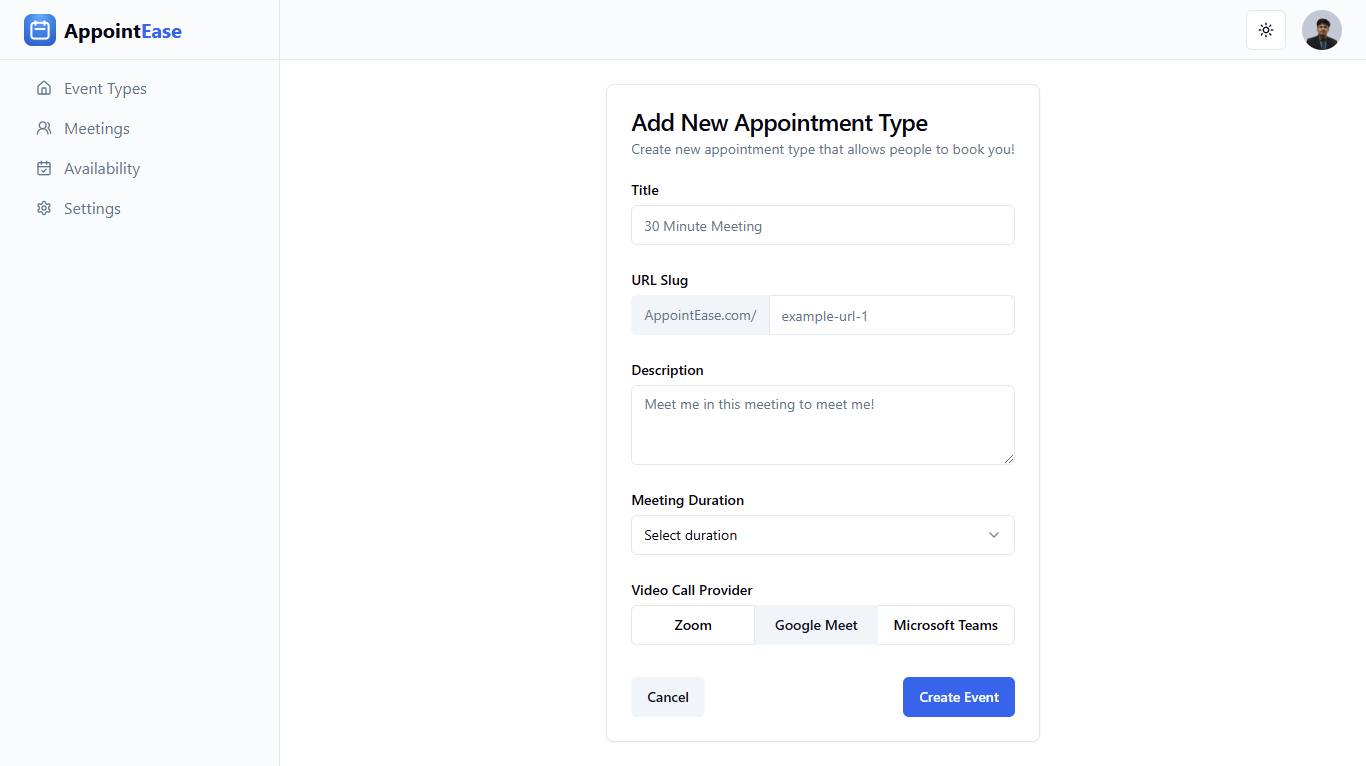 AppointEase
Event Types
Meetings
Availability
Settings
Add New Appointment Type
Create new appointment type that allows people to book you!
Title
30 Minute Meeting
URL Slug
AppointEase.com/ example-url-1
Description
Meet me in this meeting to meet me!
Meeting Duration
Select duration
Video Call Provider
Zoom Google Meet Microsoft Teams
Cancel Create Event